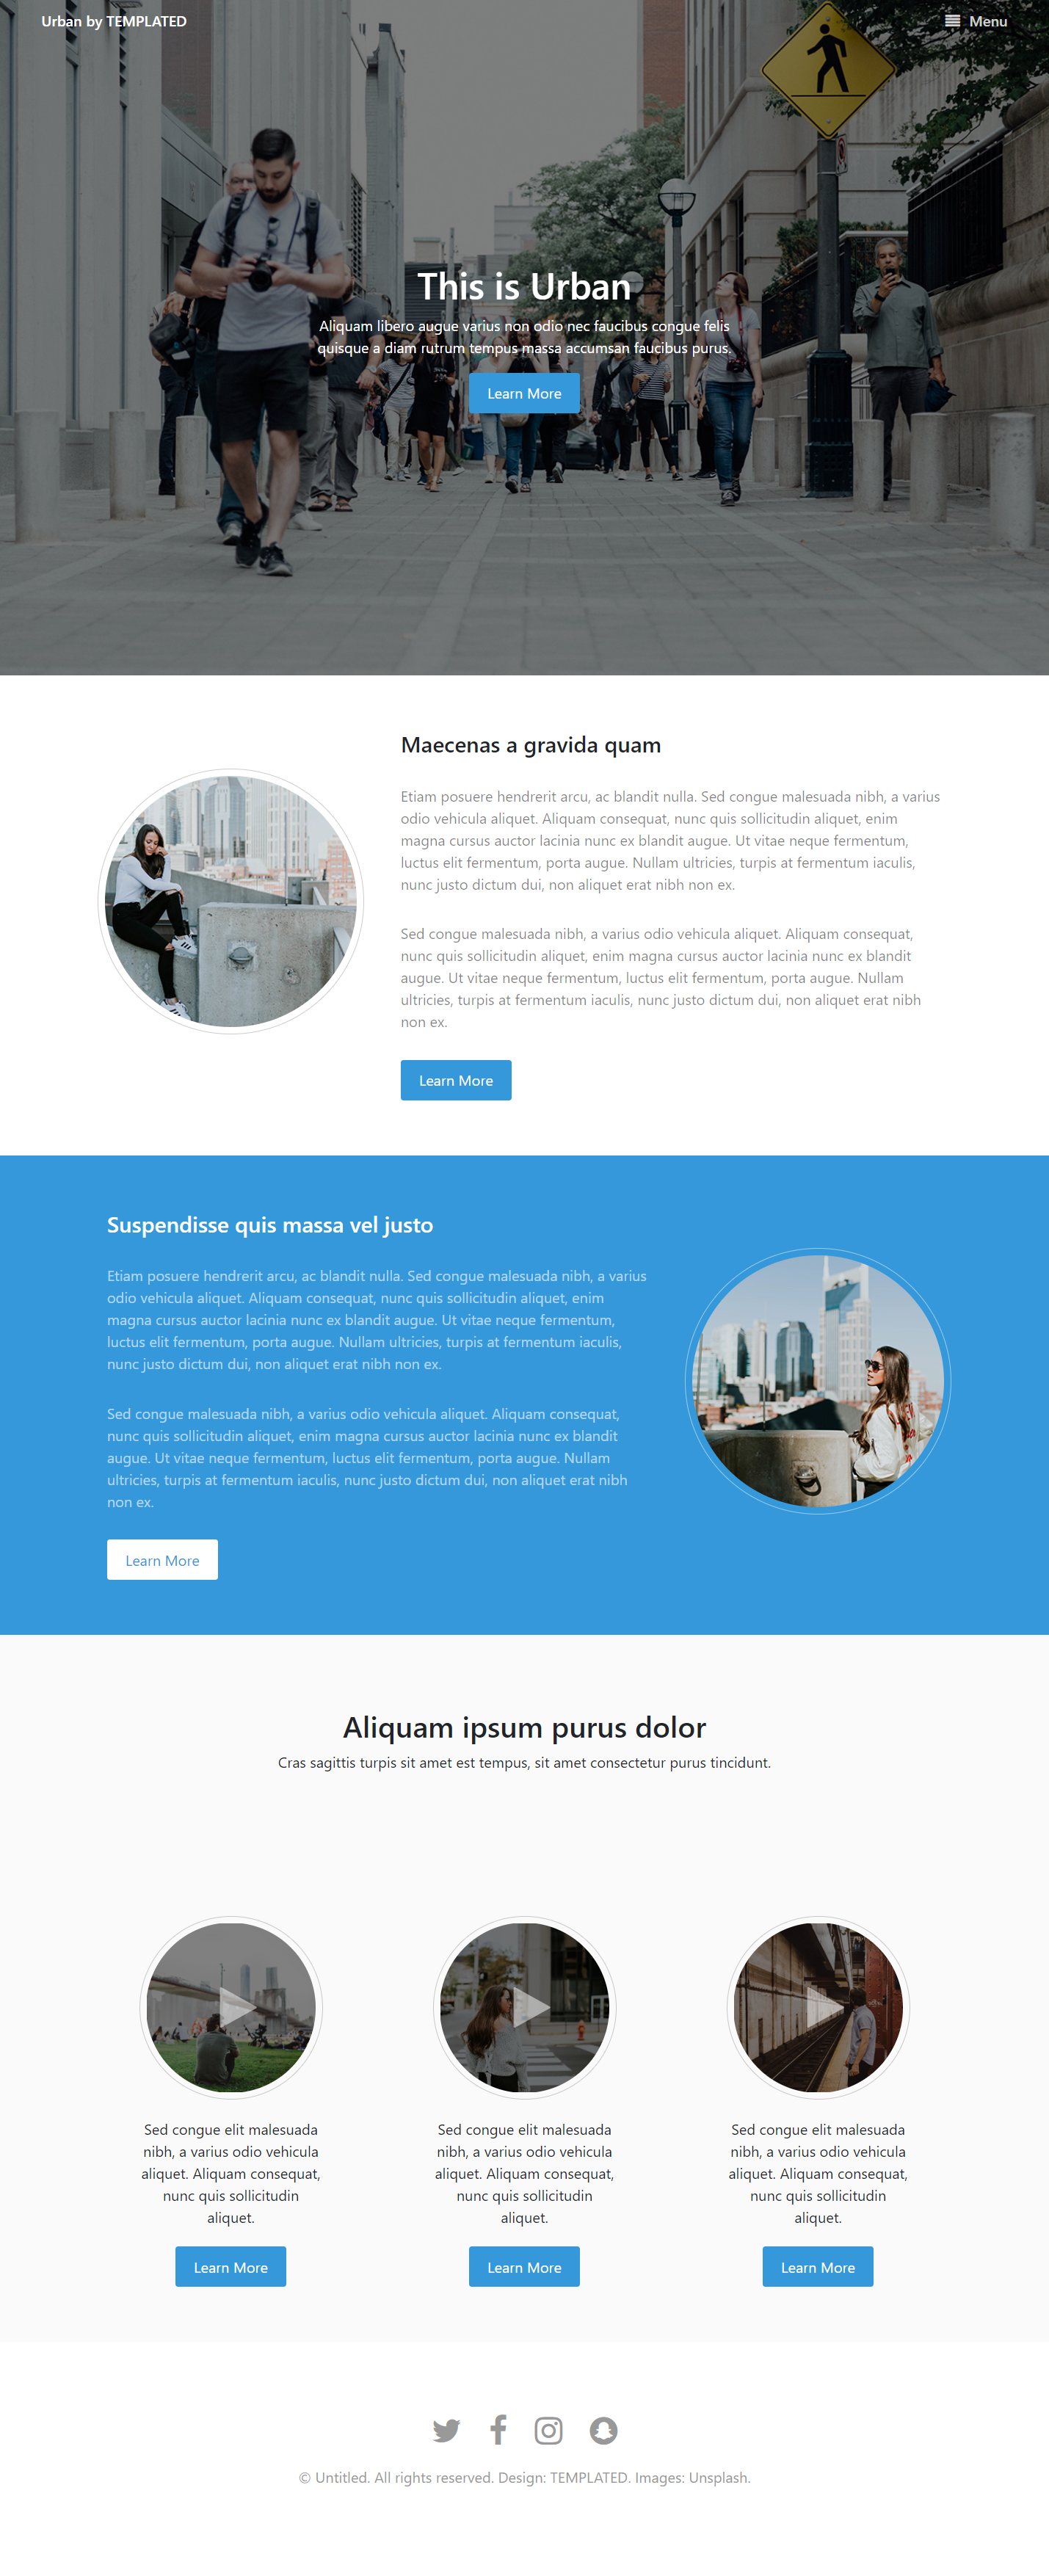 Urban by TEMPLATED
Menu
This is Urban
Aliquam libero augue varius non odio nec faucibus congue felis
quisque a diam rutrum tempus massa accumsan faucibus purus.
Learn More
Maecenas a gravida quam
Etiam posuere hendrerit arcu, ac blandit nulla. Sed congue malesuada nibh, a varius
odio vehicula aliquet. Aliquam consequat, nunc quis sollicitudin aliquet, enim
magna cursus auctor lacinia nunc ex blandit augue. Ut vitae neque fermentum,
luctus elit fermentum, porta augue. Nullam ultricies, turpis at fermentum iaculis,
nunc justo dictum dui, non aliquet erat nibh non ex.
Sed congue malesuada nibh, a varius odio vehicula aliquet. Aliquam consequat,
nunc quis sollicitudin aliquet, enim magna cursus auctor lacinia nunc ex blandit
augue. Ut vitae neque fermentum, luctus elit fermentum, porta augue. Nullam
ultricies, turpis at fermentum iaculis, nunc justo dictum dui, non aliquet erat nibh
non ex.
Learn More
Suspendisse quis massa vel justo
Etiam posuere hendrerit arcu, ac blandit nulla. Sed congue malesuada nibh, a varius
odio vehicula aliquet. Aliquam consequat, nunc quis sollicitudin aliquet, enim
magna cursus auctor lacinia nunc ex blandit augue. Ut vitae neque fermentum,
luctus elit fermentum, porta augue. Nullam ultricies, turpis at fermentum iaculis,
nunc justo dictum dui, non aliquet erat nibh non ex.
Sed congue malesuada nibh, a varius odio vehicula aliquet. Aliquam consequat,
nunc quis sollicitudin aliquet, enim magna cursus auctor lacinia nunc ex blandit
augue. Ut vitae neque fermentum, luctus elit fermentum, porta augue. Nullam
ultricies, turpis at fermentum iaculis, nunc justo dictum dui, non aliquet erat nibh
non ex.
Learn More
Aliquam ipsum purus dolor
Cras sagittis turpis sit amet est tempus, sit amet consectetur purus tincidunt.
Sed congue elit malesuada
nibh, a varius odio vehicula
aliquet. Aliquam consequat,
nunc quis sollicitudin
aliquet.
Learn More
Sed congue elit malesuada
nibh, a varius odio vehicula
aliquet. Aliquam consequat,
nunc quis sollicitudin
aliquet.
Learn More
Sed congue elit malesuada
nibh, a varius odio vehicula
aliquet. Aliquam consequat,
nunc quis sollicitudin
aliquet.
Learn More
© Untitled. All rights reserved. Design: TEMPLATED. Images: Unsplash.